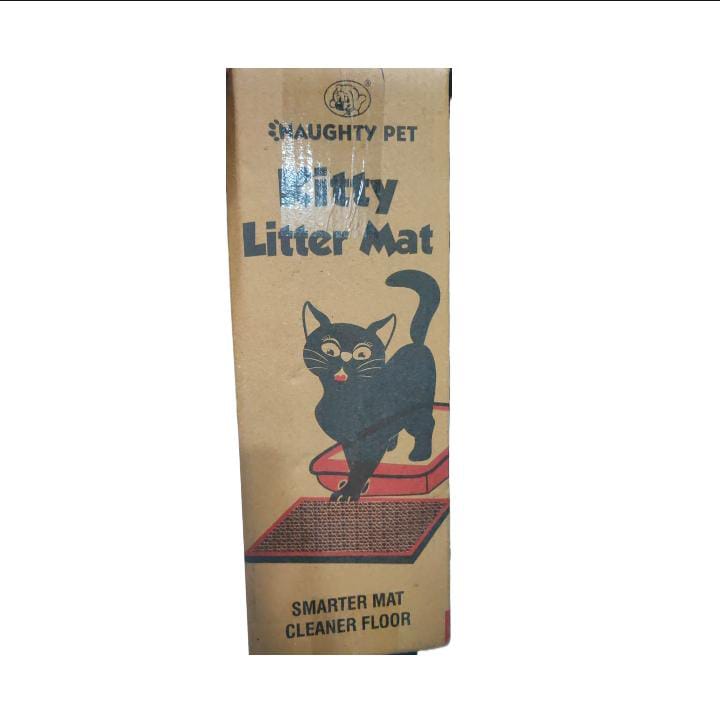 ®
NAUGHTY PET
Kitty
Litter Mat
SMARTER MAT
CLEANER FLOOR